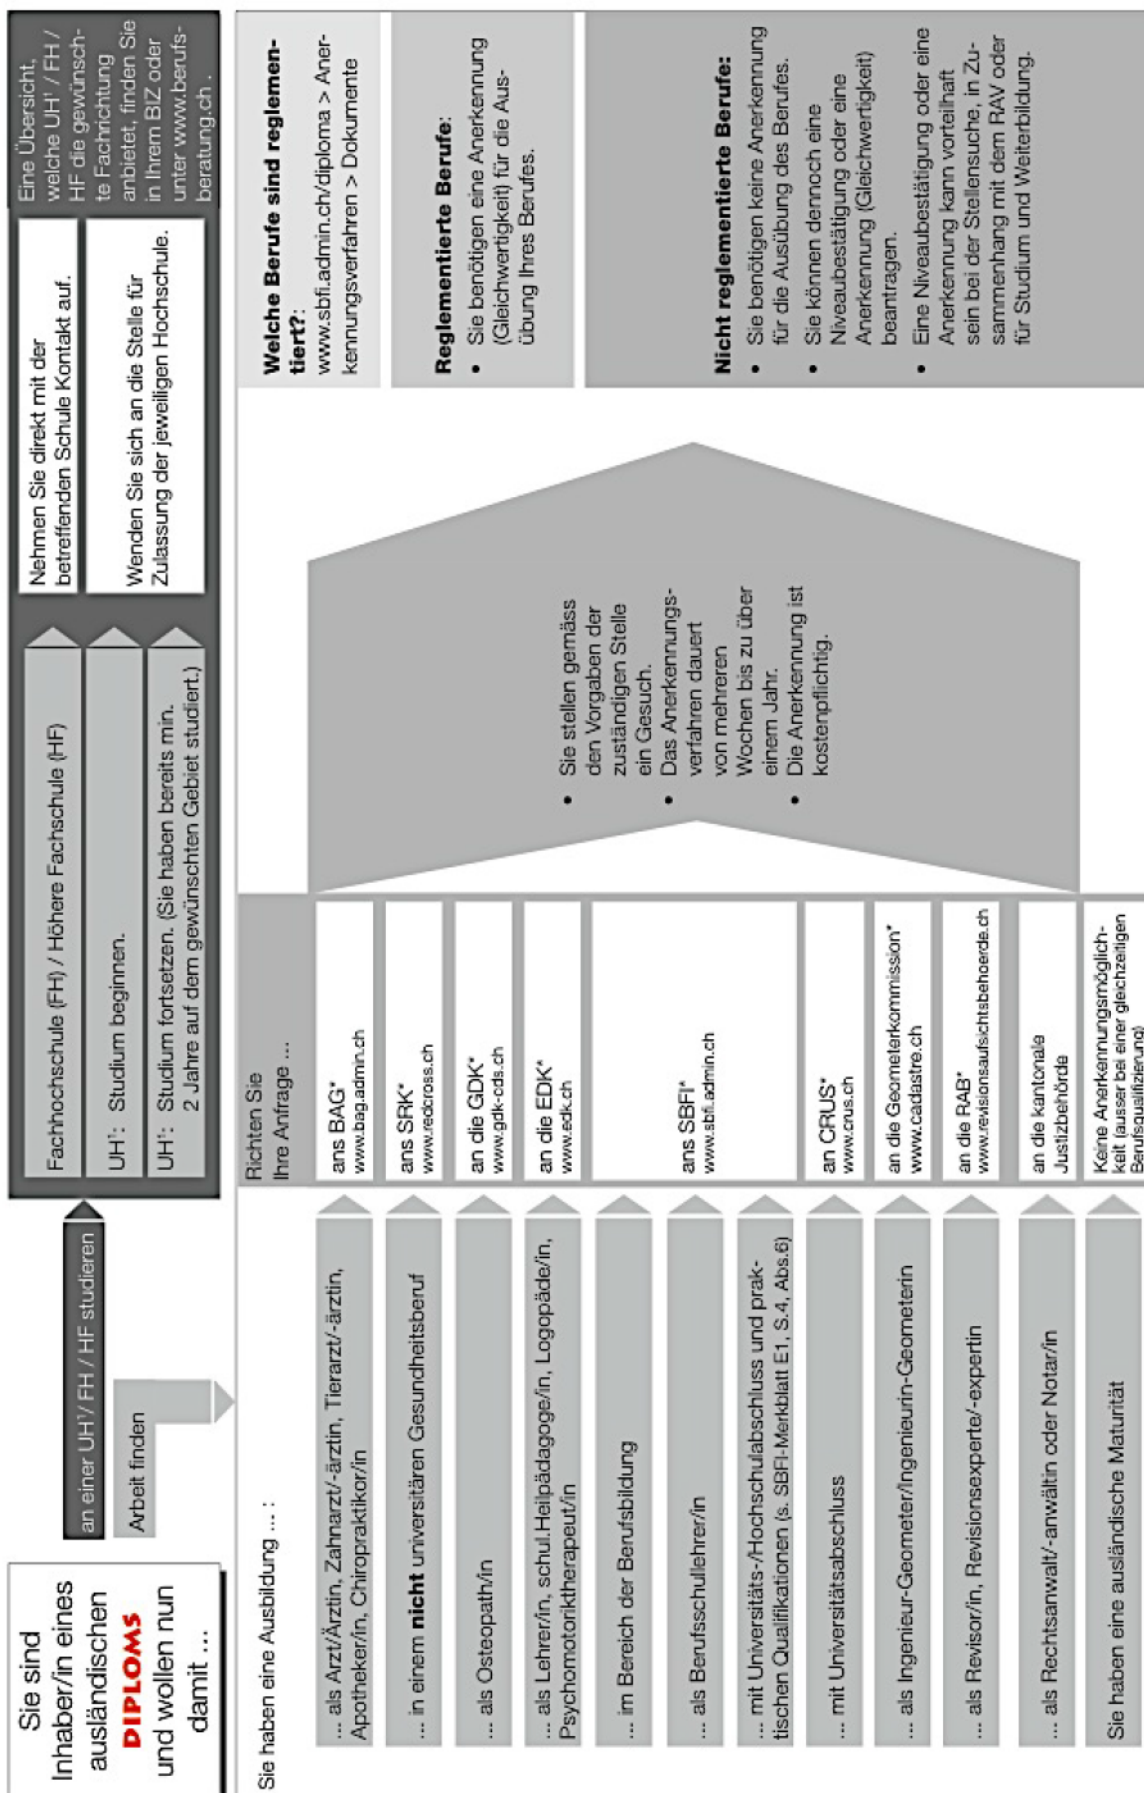 Sie sind
Inhaber/in eines
ausländischen
DIPLOMS
und wollen nun
damit ...
an einer UH¹/ FH / HF studieren
Arbeit finden
Fachhochschule (FH) / Höhere Fachschule (HF)
UH¹: Studium beginnen.
UH¹: Studium fortsetzen. (Sie haben bereits min.
2 Jahre auf dem gewünschten Gebiet studiert.)
Nehmen Sie direkt mit der
betreffenden Schule Kontakt auf.
Wenden Sie sich an die Stelle für
Zulassung der jeweiligen Hochschule.
Eine Übersicht,
welche UH¹ / FH /
HF die gewünsch-
te Fachrichtung
anbietet, finden Sie
in Ihrem BIZ oder
unter www.berufs-
beratung.ch .
Sie haben eine Ausbildung ... :
Richten Sie
Ihre Anfrage ...
... als Arzt/Ärztin, Zahnarzt/-ärztin, Tierarzt/-ärztin,
Apotheker/in, Chiropraktikor/in
ans BAG*
www.bag.admin.ch
... in einem nicht universitären Gesundheitsberuf
ans SRK*
www.redcross.ch
... als Osteopath/in
an die GDK*
www.gdk-cds.ch
... als Lehrer/in, schul.Heilpädagoge/in, Logopäde/in,
Psychomotoriktherapeut/in
an die EDK*
www.edk.ch
... im Bereich der Berufsbildung
... als Berufsschullehrer/in
... mit Universitäts-/Hochschulabschluss und prak-
tischen Qualifikationen (s. SBFI-Merkblatt E1, S.4, Abs.6)
ans SBFI*
www.sbfi.admin.ch
... mit Universitätsabschluss
an CRUS*
www.crus.ch
... als Ingenieur-Geometer/Ingenieurin-Geometerin
an die Geometerkommission*
www.cadastre.ch
... als Revisor/in, Revisionsexperte/-expertin
an die RAB*
www.revisionsaufsichtsbehoerde.ch
... als Rechtsanwalt/-anwältin oder Notar/in
an die kantonale
Justizbehörde
Sie haben eine ausländische Maturität
Keine Anerkennungsmöglich-
keit (ausser bei einer gleichzeitigen
Berufsqualifizierung)
• Sie stellen gemäss
den Vorgaben der
zuständigen Stelle
ein Gesuch.
• Das Anerkennungs-
verfahren dauert
von mehreren
Wochen bis zu über
einem Jahr.
• Die Anerkennung ist
kostenpflichtig.
Welche Berufe sind reglemen-
tiert?:
www.sbfi.admin.ch/diploma > Aner-
kennungsverfahren > Dokumente
Reglementierte Berufe:
• Sie benötigen eine Anerkennung
(Gleichwertigkeit) für die Aus-
übung Ihres Berufes.
Nicht reglementierte Berufe:
• Sie benötigen keine Anerkennung
für die Ausübung des Berufes.
• Sie können dennoch eine
Niveaubestätigung oder eine
Anerkennung (Gleichwertigkeit)
beantragen.
• Eine Niveaubestätigung oder eine
Anerkennung kann vorteilhaft
sein bei der Stellensuche, in Zu-
sammenhang mit dem RAV oder
für Studium und Weiterbildung.